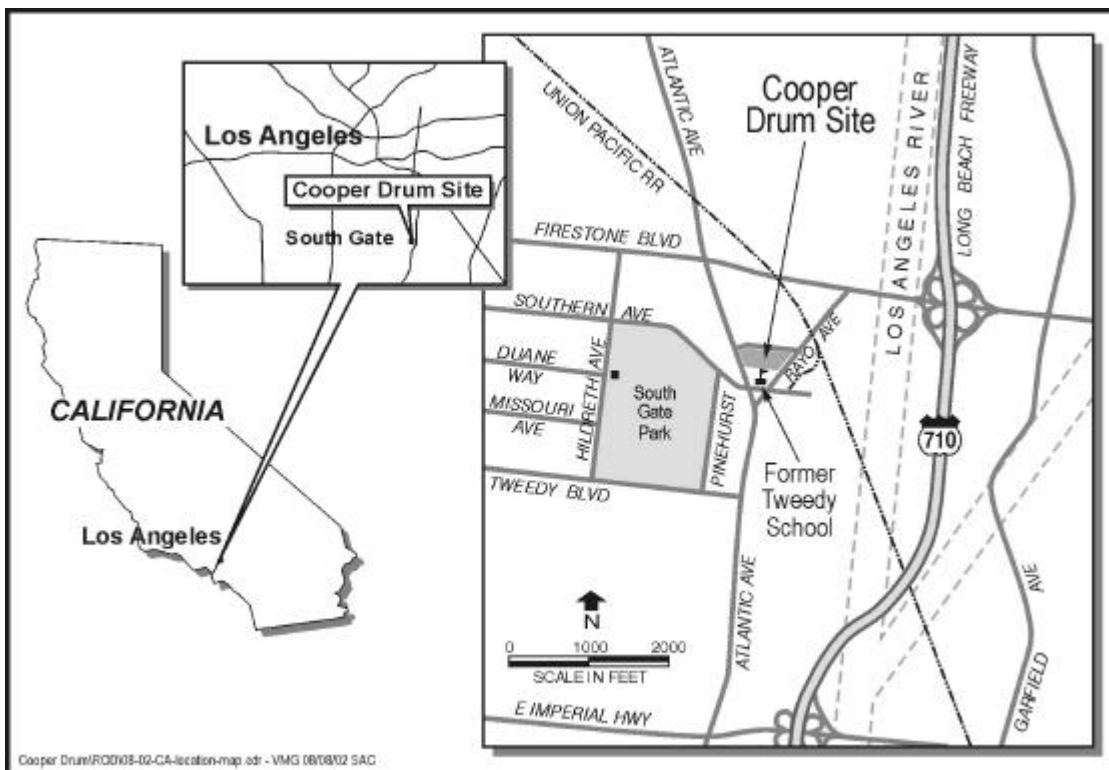 Los Angeles
Cooper Drum Site
South Gate
CALIFORNIA
Los Angeles
Cooper
Drum Site
ATLANTIC AVE
UNION PACIFIC RR
LOS ANGELES RIVER
LONG BEACH FREEWAY
FIRESTONE BLVD
SOUTHERN AVE
RAYO AVE
DUANE
WAY
HILDRETH AVE
MISSOURI
AVE
South
Gate
Park
PINEHURST
710
TWEEDY BLVD
Former
Tweedy
School
ATLANTIC AVE
GARFIELD AVE
N
0 1000 2000
SCALE IN FEET
E IMPERIAL HWY
Cooper Drum\ROD\08-02-CA-location-map.cdr - VMG 08/08/02 SAC